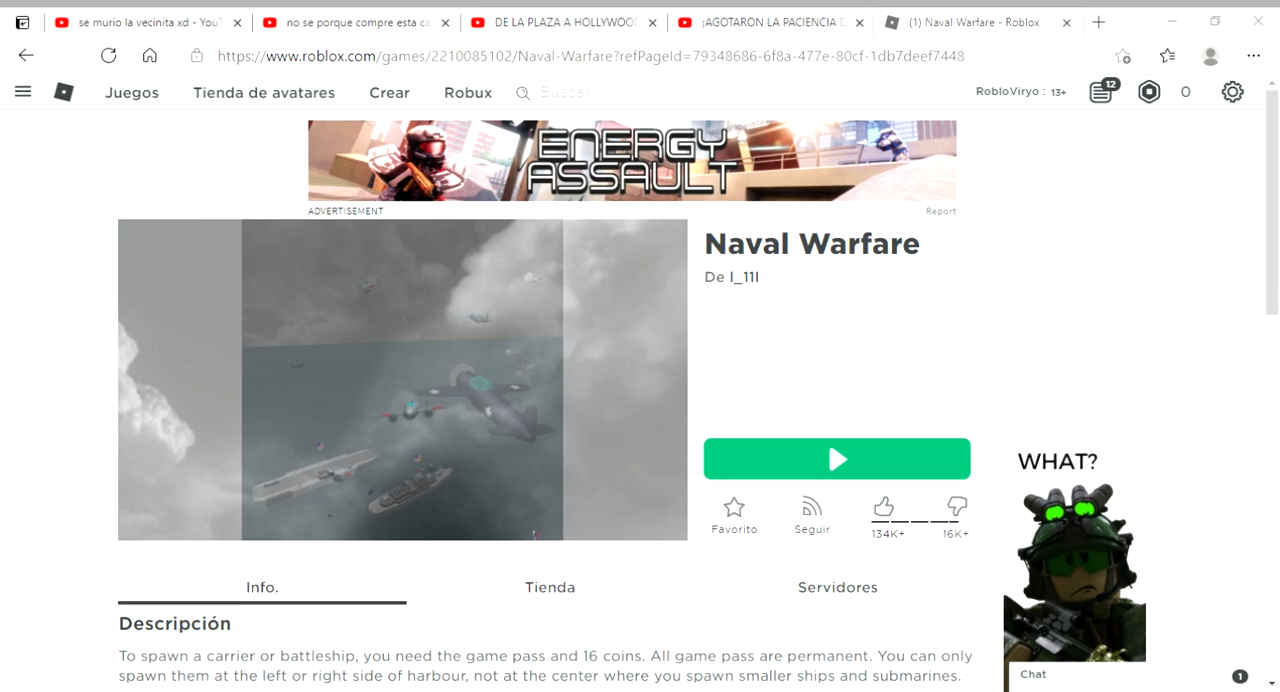 se murio la vecinita xd - YouT
no se porque compre esta ca
DE LA PLAZA A HOLLYWOOD
¡AGOTARON LA PACIENCIA D
(1) Naval Warfare - Roblox
https://www.roblox.com/games/2210085102/Naval-Warfare?refPageId=79348686-6f8a-477e-80cf-1db7deef7448
Juegos
Tienda de avatares
Crear
Robux
Buscar
RobloViryo : 13+
12
0
ENERGY
ASSAULT
ADVERTISEMENT
Report
Naval Warfare
De I_11I
WHAT?
Favorito
Seguir
134K+
16K+
Info.
Tienda
Servidores
Descripción
To spawn a carrier or battleship, you need the game pass and 16 coins. All game pass are permanent. You can only
spawn them at the left or right side of harbour, not at the center where you spawn smaller ships and submarines.
Chat
1